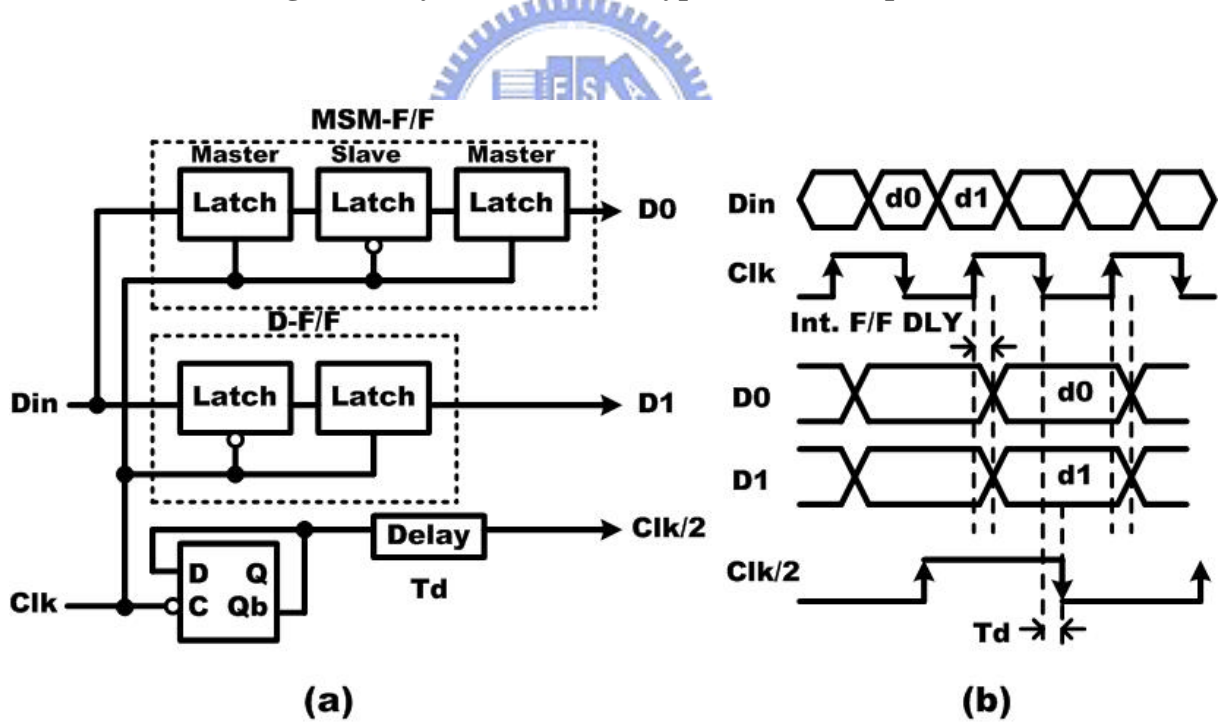 MSM-F/F
Master Slave Master
Latch Latch Latch
D0
D-F/F
Latch Latch
Din
D1
Delay
Clk/2
Td
D Q
C Qb
Clk
(a)
Din
d0 d1
Clk
Int. F/F DLY
D0
d0
D1
d1
Clk/2
Td
(b)